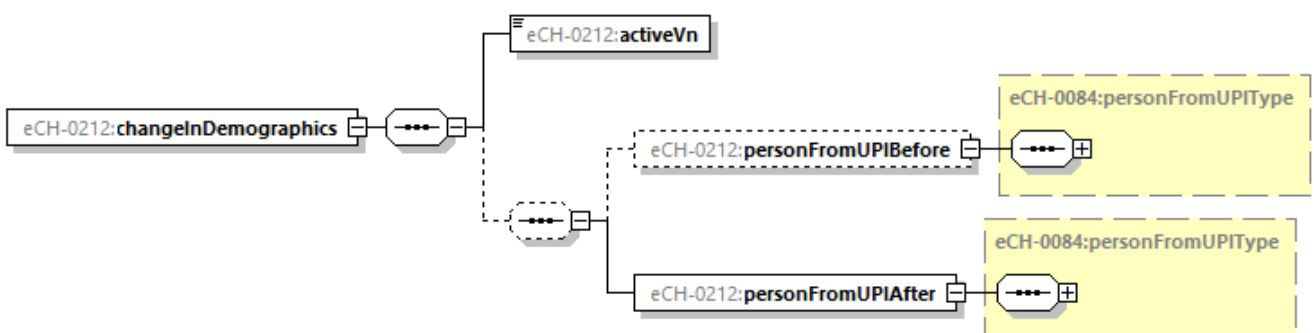 eCH-0212:activeVn
eCH-0084:personFromUPIType
eCH-0212:changeInDemographics
eCH-0212:personFromUPIBefore
eCH-0084:personFromUPIType
eCH-0212:personFromUPIAfter